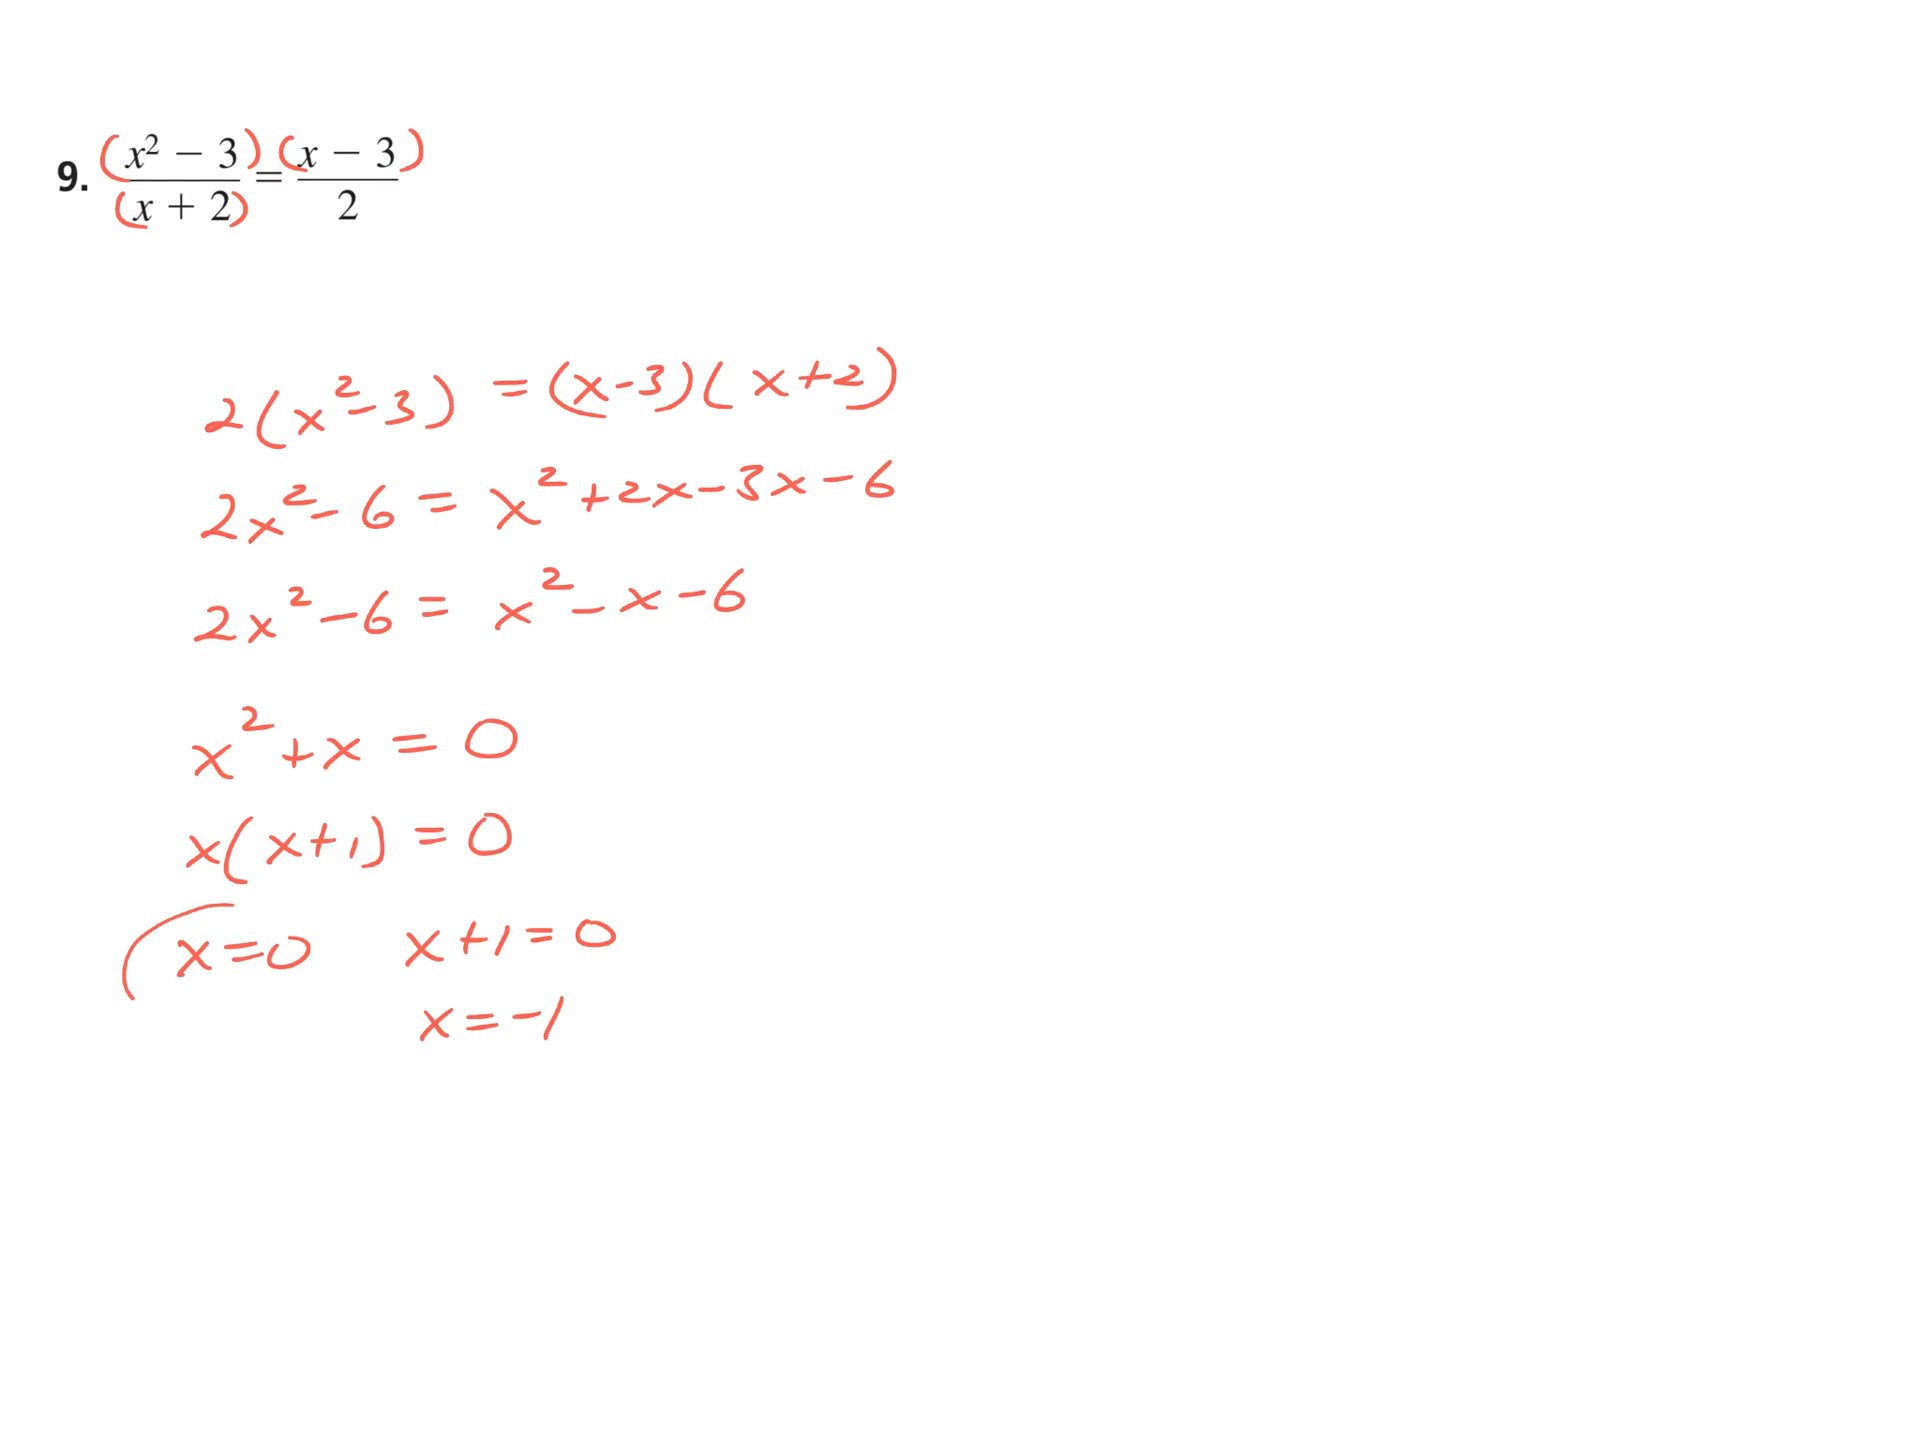 9. (x² − 3)/(x + 2) = (x − 3)/2
2(x²-3) = (x-3)(x+2)
2x²-6 = x²+2x-3x-6
2x²-6 = x²-x-6
x²+x = 0
x(x+1) = 0
x=0 x+1=0
x=-1